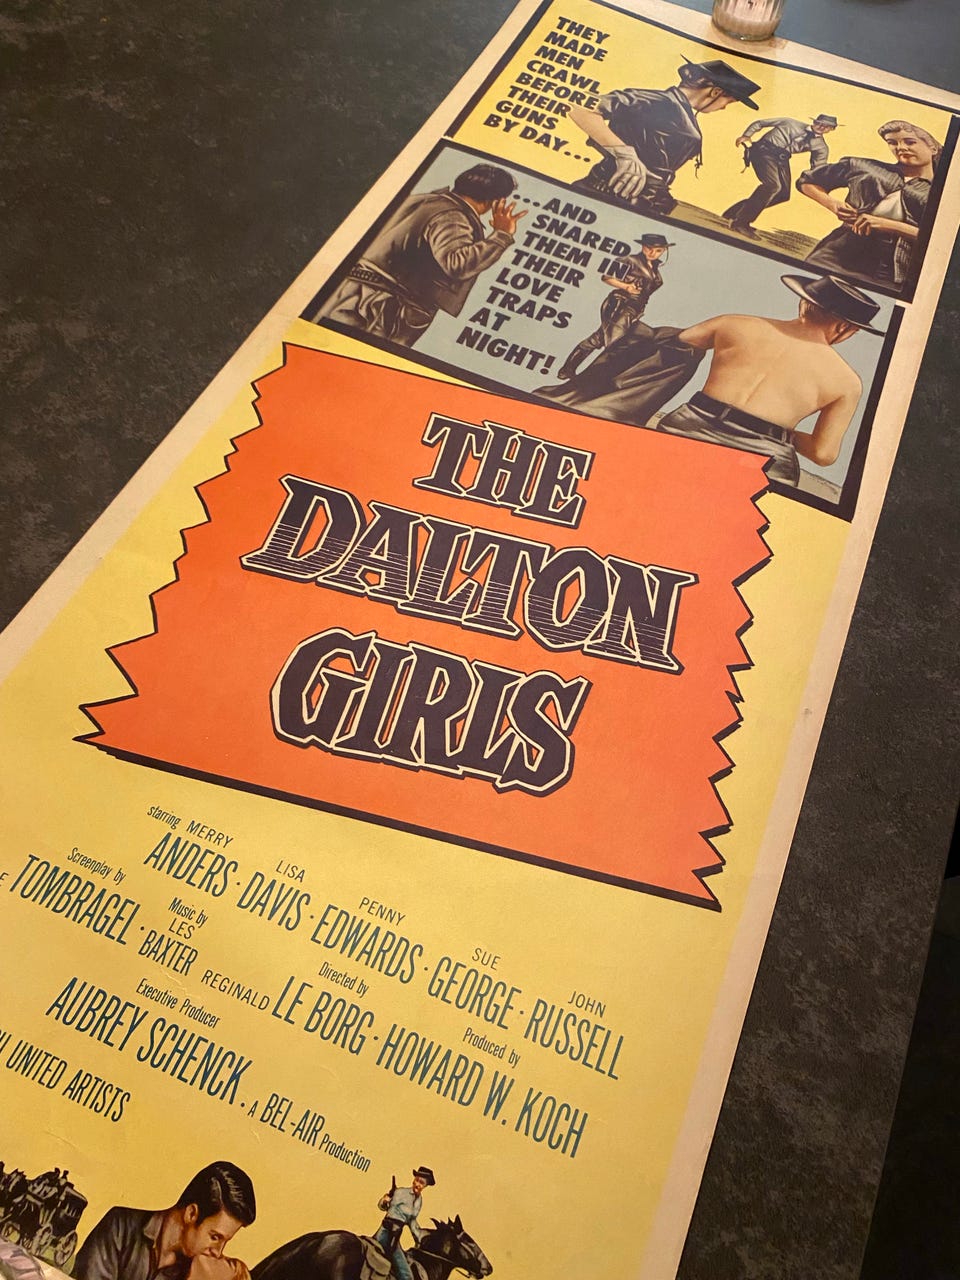 THEY
MADE
MEN
CRAWL
BEFORE
THEIR
GUNS
BY DAY...
...AND
SNARED
THEM IN
THEIR
LOVE
TRAPS
AT
NIGHT!
THE
DALTON
GIRLS
starring MERRY ANDERS · LISA DAVIS · PENNY EDWARDS · SUE GEORGE · JOHN RUSSELL
Screenplay by TOMBRAGEL · Music by LES BAXTER Directed by REGINALD LE BORG · Produced by HOWARD W. KOCH
Executive Producer AUBREY SCHENCK. A BEL-AIR Production
UNITED ARTISTS